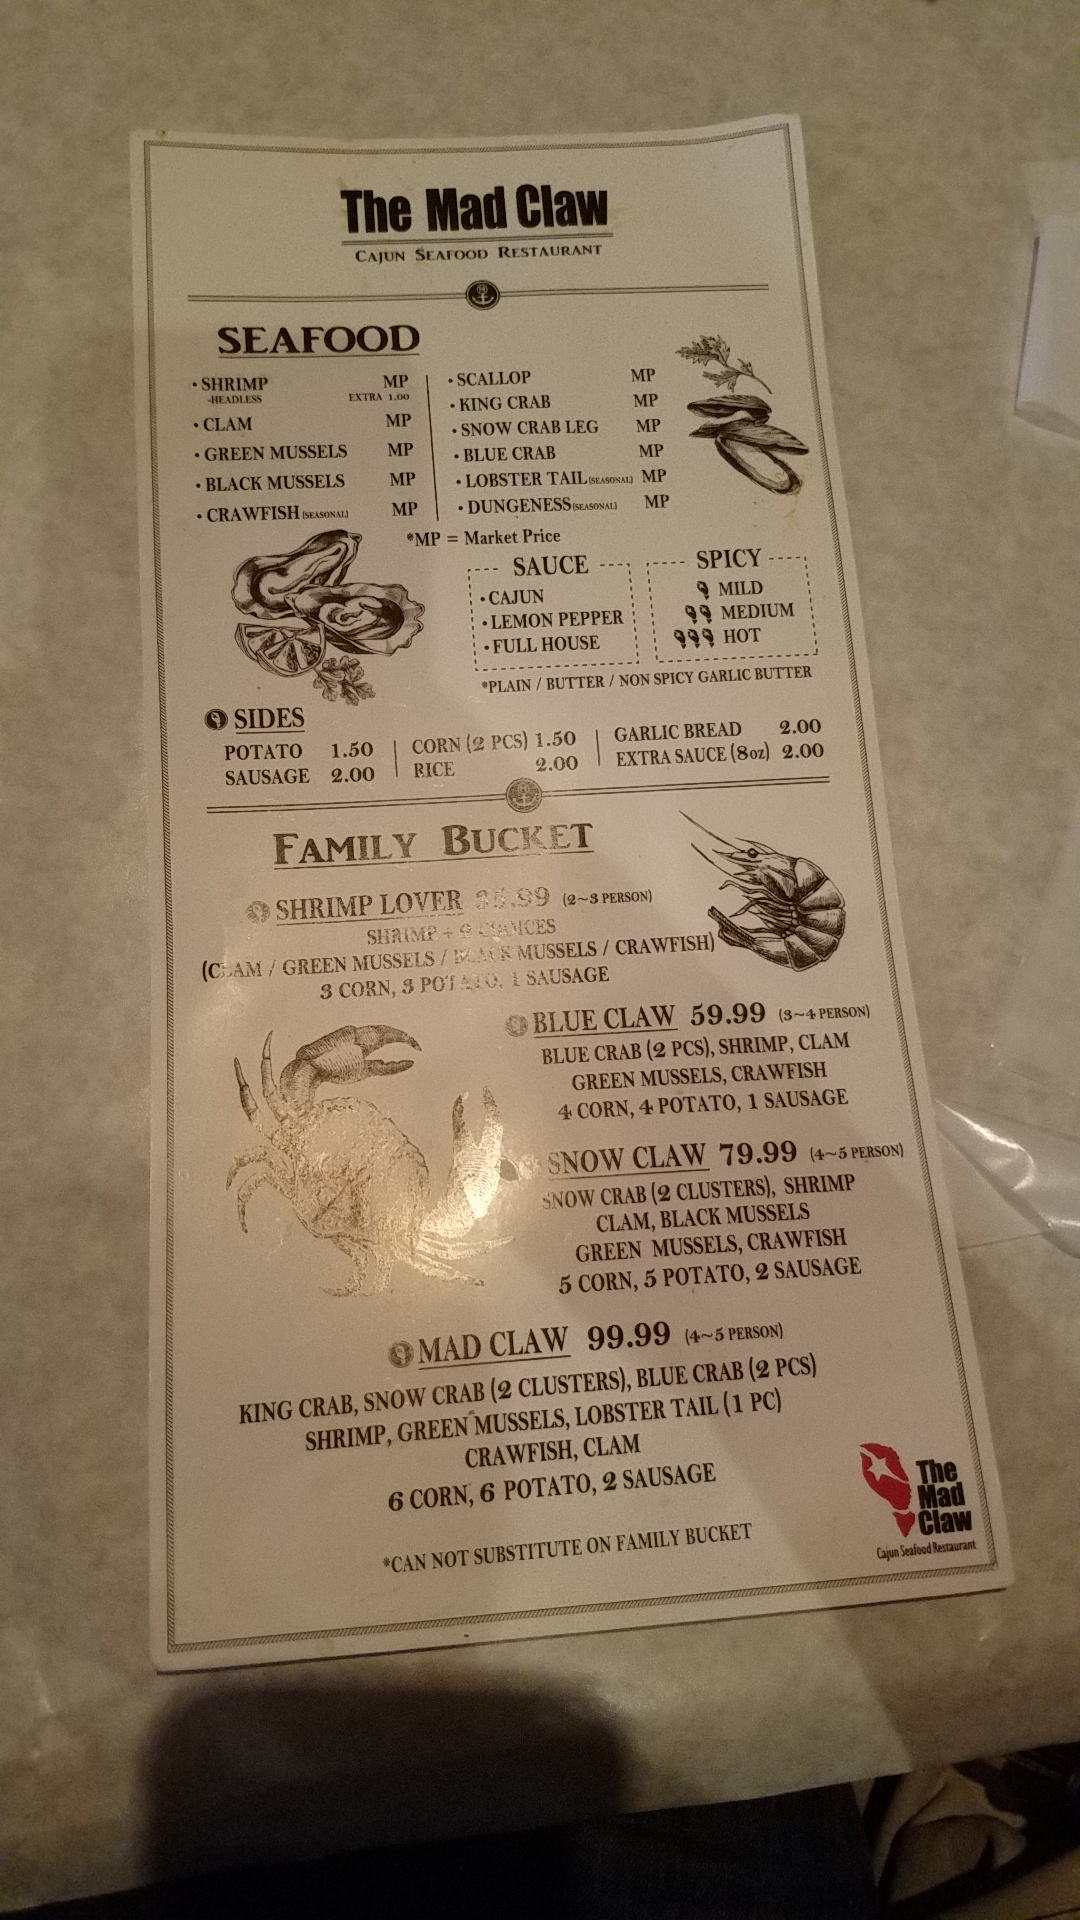 The Mad Claw
CAJUN SEAFOOD RESTAURANT
SEAFOOD
• SHRIMP MP
-HEADLESS EXTRA 1.00
• CLAM MP
• GREEN MUSSELS MP
• BLACK MUSSELS MP
• CRAWFISH (SEASONAL) MP
• SCALLOP MP
• KING CRAB MP
• SNOW CRAB LEG MP
• BLUE CRAB MP
• LOBSTER TAIL (SEASONAL) MP
• DUNGENESS (SEASONAL) MP
*MP = Market Price
SAUCE
• CAJUN
• LEMON PEPPER
• FULL HOUSE
SPICY
MILD
MEDIUM
HOT
*PLAIN / BUTTER / NON SPICY GARLIC BUTTER
SIDES
POTATO 1.50
SAUSAGE 2.00
CORN (2 PCS) 1.50
RICE 2.00
GARLIC BREAD 2.00
EXTRA SAUCE (8oz) 2.00
FAMILY BUCKET
SHRIMP LOVER (2~3 PERSON)
SHRIMP + 2 CHOICES
(CLAM / GREEN MUSSELS / BLACK MUSSELS / CRAWFISH)
3 CORN, 3 POTATO, 1 SAUSAGE
BLUE CLAW 59.99 (3~4 PERSON)
BLUE CRAB (2 PCS), SHRIMP, CLAM
GREEN MUSSELS, CRAWFISH
4 CORN, 4 POTATO, 1 SAUSAGE
SNOW CLAW 79.99 (4~5 PERSON)
SNOW CRAB (2 CLUSTERS), SHRIMP
CLAM, BLACK MUSSELS
GREEN MUSSELS, CRAWFISH
5 CORN, 5 POTATO, 2 SAUSAGE
MAD CLAW 99.99 (4~5 PERSON)
KING CRAB, SNOW CRAB (2 CLUSTERS), BLUE CRAB (2 PCS)
SHRIMP, GREEN MUSSELS, LOBSTER TAIL (1 PC)
CRAWFISH, CLAM
6 CORN, 6 POTATO, 2 SAUSAGE
*CAN NOT SUBSTITUTE ON FAMILY BUCKET
The
Mad
Claw
Cajun Seafood Restaurant